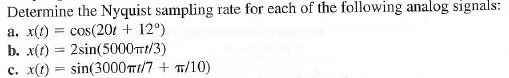 Determine the Nyquist sampling rate for each of the following analog signals:
a. x(t) = cos(20t + 12°)
b. x(t) = 2sin(5000πt/3)
c. x(t) = sin(3000πt/7 + π/10)